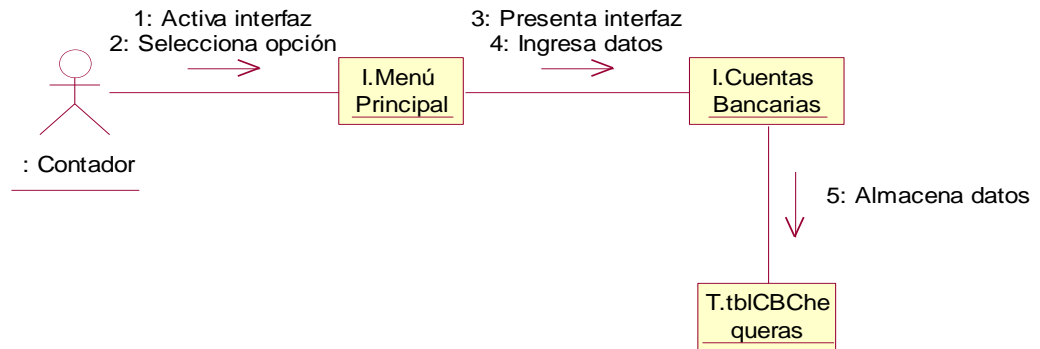 1: Activa interfaz
2: Selecciona opción
3: Presenta interfaz
4: Ingresa datos
I.Menú
Principal
I.Cuentas
Bancarias
: Contador
5: Almacena datos
T.tblCBChe
queras